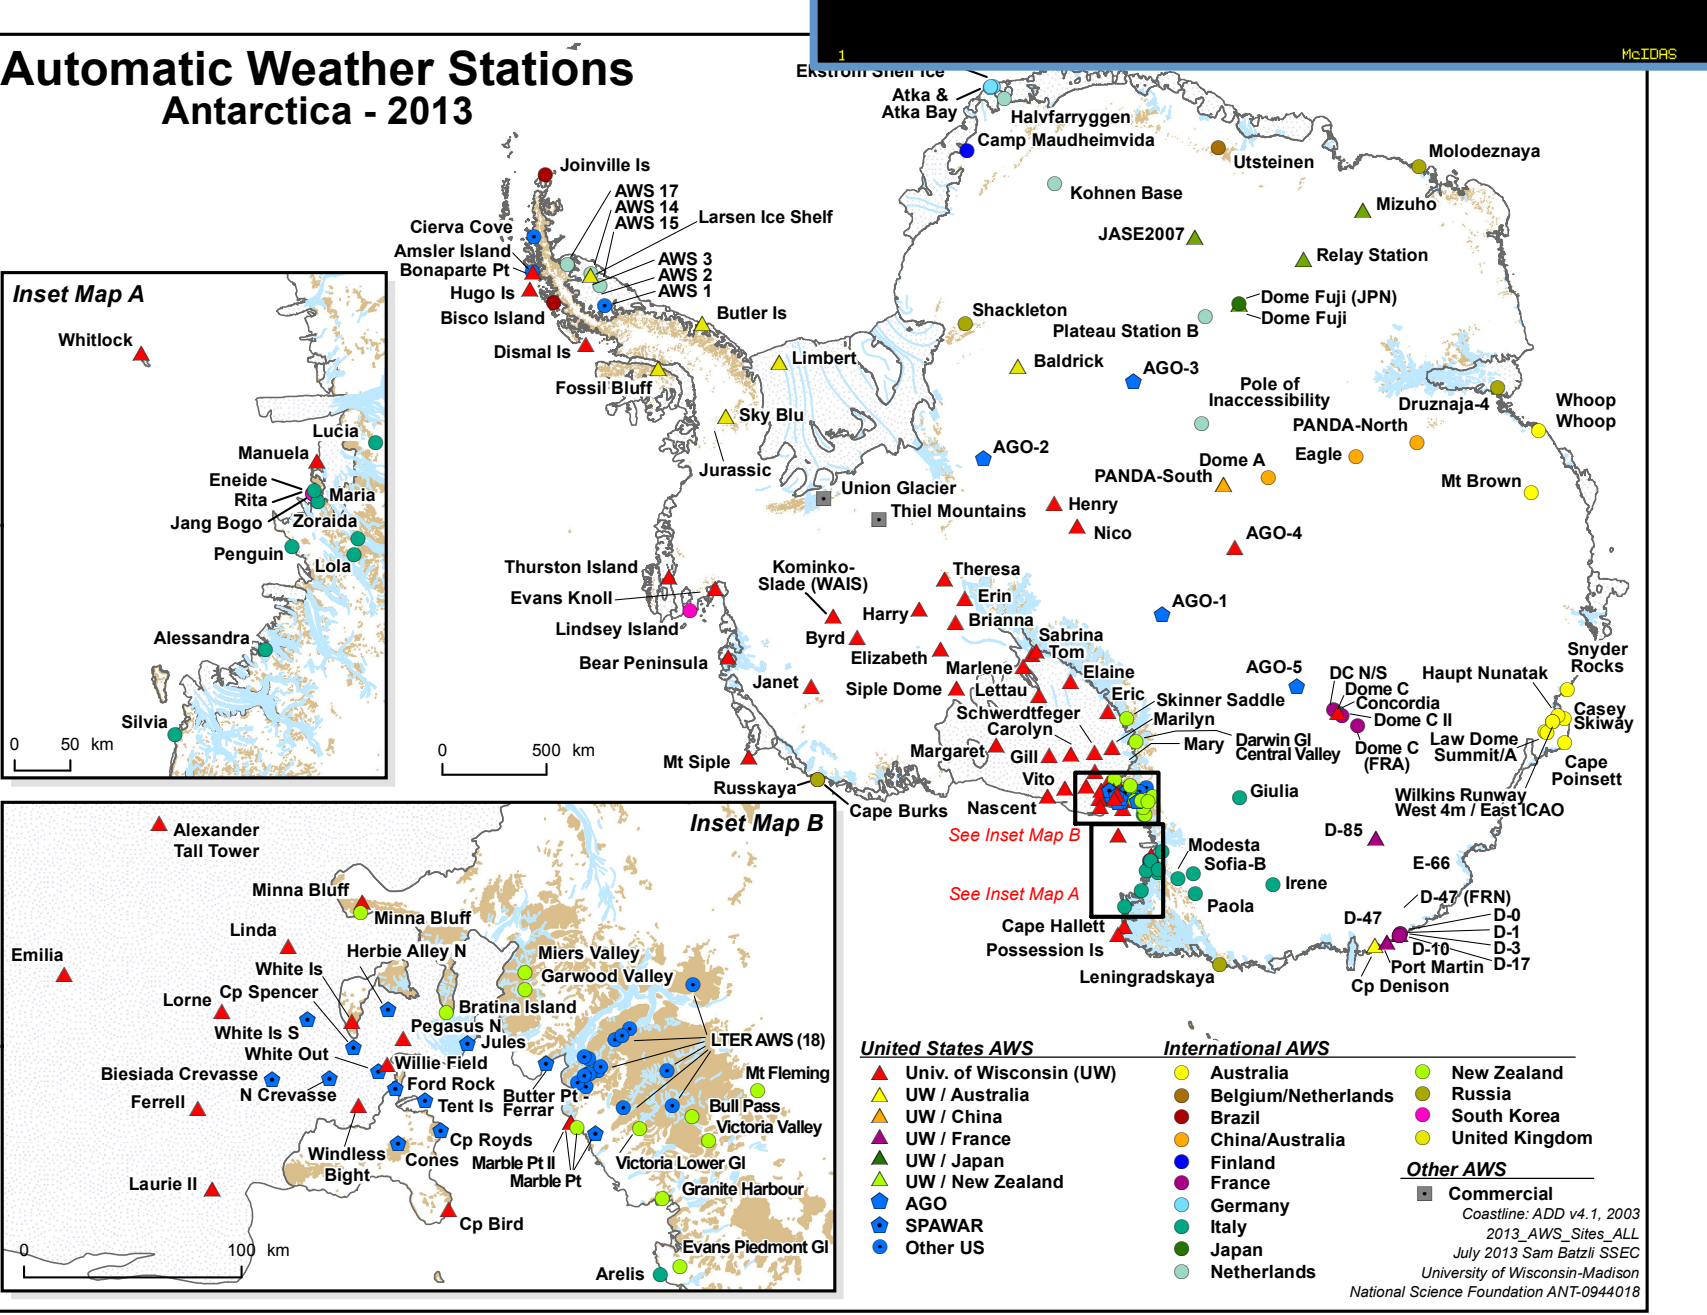 1
McIDAS
Automatic Weather Stations
Antarctica - 2013
Ekstrom Shelf Ice
Atka &
Atka Bay
Halvfarryggen
Camp Maudheimvida
Utsteinen
Molodeznaya
Joinville Is
AWS 17
AWS 14
AWS 15
Larsen Ice Shelf
Kohnen Base
Mizuho
Cierva Cove
Amsler Island
Bonaparte Pt
Hugo Is
Bisco Island
AWS 3
AWS 2
AWS 1
JASE2007
Relay Station
Butler Is
Shackleton
Dome Fuji (JPN)
Dome Fuji
Plateau Station B
Dismal Is
Fossil Bluff
Limbert
Baldrick
AGO-3
Pole of
Inaccessibility
Druznaja-4
Whoop
Whoop
Sky Blu
Jurassic
AGO-2
PANDA-North
Eagle
Dome A
PANDA-South
Mt Brown
Union Glacier
Thiel Mountains
Henry
Nico
AGO-4
Inset Map A
Whitlock
Lucia
Manuela
Eneide
Rita
Maria
Jang Bogo
Zoraida
Penguin
Lola
Alessandra
Silvia
0 50 km
Thurston Island
Evans Knoll
Lindsey Island
Bear Peninsula
Kominko-
Slade (WAIS)
Theresa
Harry
Erin
Byrd
Brianna
Elizabeth
Sabrina
Tom
AGO-1
Janet
Marlene
Siple Dome
Lettau
Elaine
Eric
Skinner Saddle
Schwerdtfeger
Marilyn
Carolyn
Margaret
Gill
Mary
Darwin Gl
Central Valley
Vito
Nascent
AGO-5
DC N/S
Dome C
Concordia
Dome C II
Dome C
(FRA)
Haupt Nunatak
Snyder
Rocks
Casey
Skiway
Law Dome
Summit/A
Cape
Poinsett
Wilkins Runway
West 4m / East ICAO
0 500 km
Mt Siple
Russkaya
Cape Burks
Giulia
See Inset Map B
See Inset Map A
D-85
E-66
Modesta
Sofia-B
Irene
Paola
D-47 (FRN)
D-47
D-0
D-1
D-3
D-10
D-17
Port Martin
Cp Denison
Cape Hallett
Possession Is
Leningradskaya
Inset Map B
Alexander
Tall Tower
Minna Bluff
Minna Bluff
Linda
Herbie Alley N
Emilia
White Is
Cp Spencer
Lorne
White Is S
White Out
Biesiada Crevasse
N Crevasse
Ferrell
Miers Valley
Garwood Valley
Bratina Island
Pegasus N
Jules
Willie Field
Ford Rock
Tent Is
LTER AWS (18)
Mt Fleming
Butter Pt -
Ferrar
Bull Pass
Victoria Valley
Cp Royds
Cones
Windless
Bight
Marble Pt II
Marble Pt
Victoria Lower Gl
Laurie II
Cp Bird
Granite Harbour
Evans Piedmont Gl
Arelis
0 100 km
United States AWS
Univ. of Wisconsin (UW)
UW / Australia
UW / China
UW / France
UW / Japan
UW / New Zealand
AGO
SPAWAR
Other US
International AWS
Australia
Belgium/Netherlands
Brazil
China/Australia
Finland
France
Germany
Italy
Japan
Netherlands
New Zealand
Russia
South Korea
United Kingdom
Other AWS
Commercial
Coastline: ADD v4.1, 2003
2013_AWS_Sites_ALL
July 2013 Sam Batzli SSEC
University of Wisconsin-Madison
National Science Foundation ANT-0944018